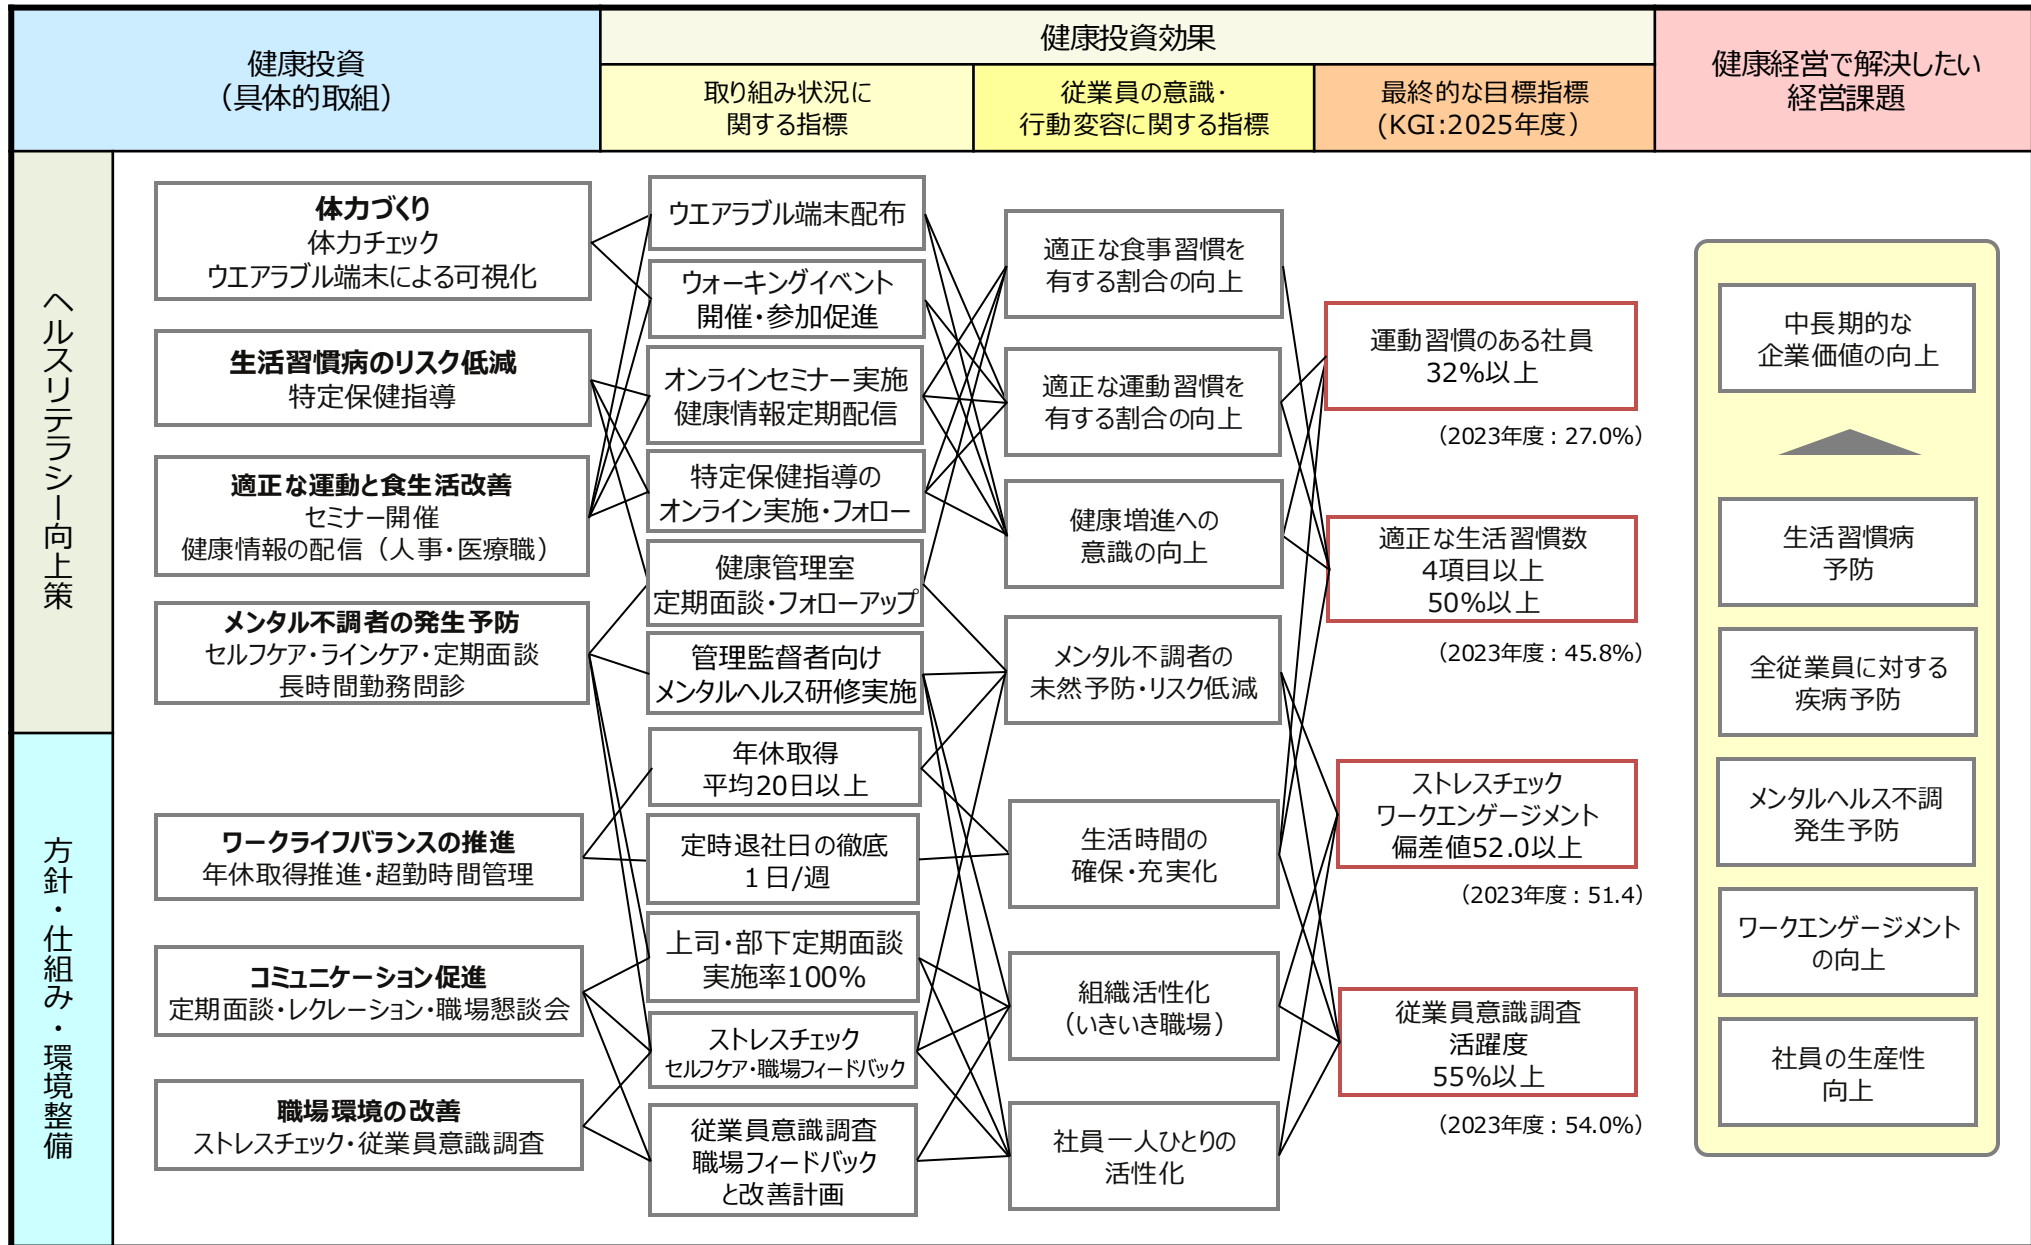 健康投資
（具体的取組）
健康投資効果
取り組み状況に
関する指標
従業員の意識・
行動変容に関する指標
最終的な目標指標
(KGI:2025年度）
健康経営で解決したい
経営課題
ヘルスリテラシー向上策
方針・仕組み・環境整備
体力づくり
体力チェック
ウエアラブル端末による可視化
生活習慣病のリスク低減
特定保健指導
適正な運動と食生活改善
セミナー開催
健康情報の配信（人事・医療職）
メンタル不調者の発生予防
セルフケア・ラインケア・定期面談
長時間勤務問診
ワークライフバランスの推進
年休取得推進・超勤時間管理
コミュニケーション促進
定期面談・レクレーション・職場懇談会
職場環境の改善
ストレスチェック・従業員意識調査
ウエアラブル端末配布
ウォーキングイベント
開催・参加促進
オンラインセミナー実施
健康情報定期配信
特定保健指導の
オンライン実施・フォロー
健康管理室
定期面談・フォローアップ
管理監督者向け
メンタルヘルス研修実施
年休取得
平均20日以上
定時退社日の徹底
１日/週
上司・部下定期面談
実施率100%
ストレスチェック
セルフケア・職場フィードバック
従業員意識調査
職場フィードバック
と改善計画
適正な食事習慣を
有する割合の向上
適正な運動習慣を
有する割合の向上
健康増進への
意識の向上
メンタル不調者の
未然予防・リスク低減
生活時間の
確保・充実化
組織活性化
（いきいき職場）
社員一人ひとりの
活性化
運動習慣のある社員
32%以上
（2023年度：27.0%）
適正な生活習慣数
4項目以上
50%以上
（2023年度：45.8%）
ストレスチェック
ワークエンゲージメント
偏差値52.0以上
（2023年度：51.4）
従業員意識調査
活躍度
55%以上
（2023年度：54.0%）
中長期的な
企業価値の向上
生活習慣病
予防
全従業員に対する
疾病予防
メンタルヘルス不調
発生予防
ワークエンゲージメント
の向上
社員の生産性
向上